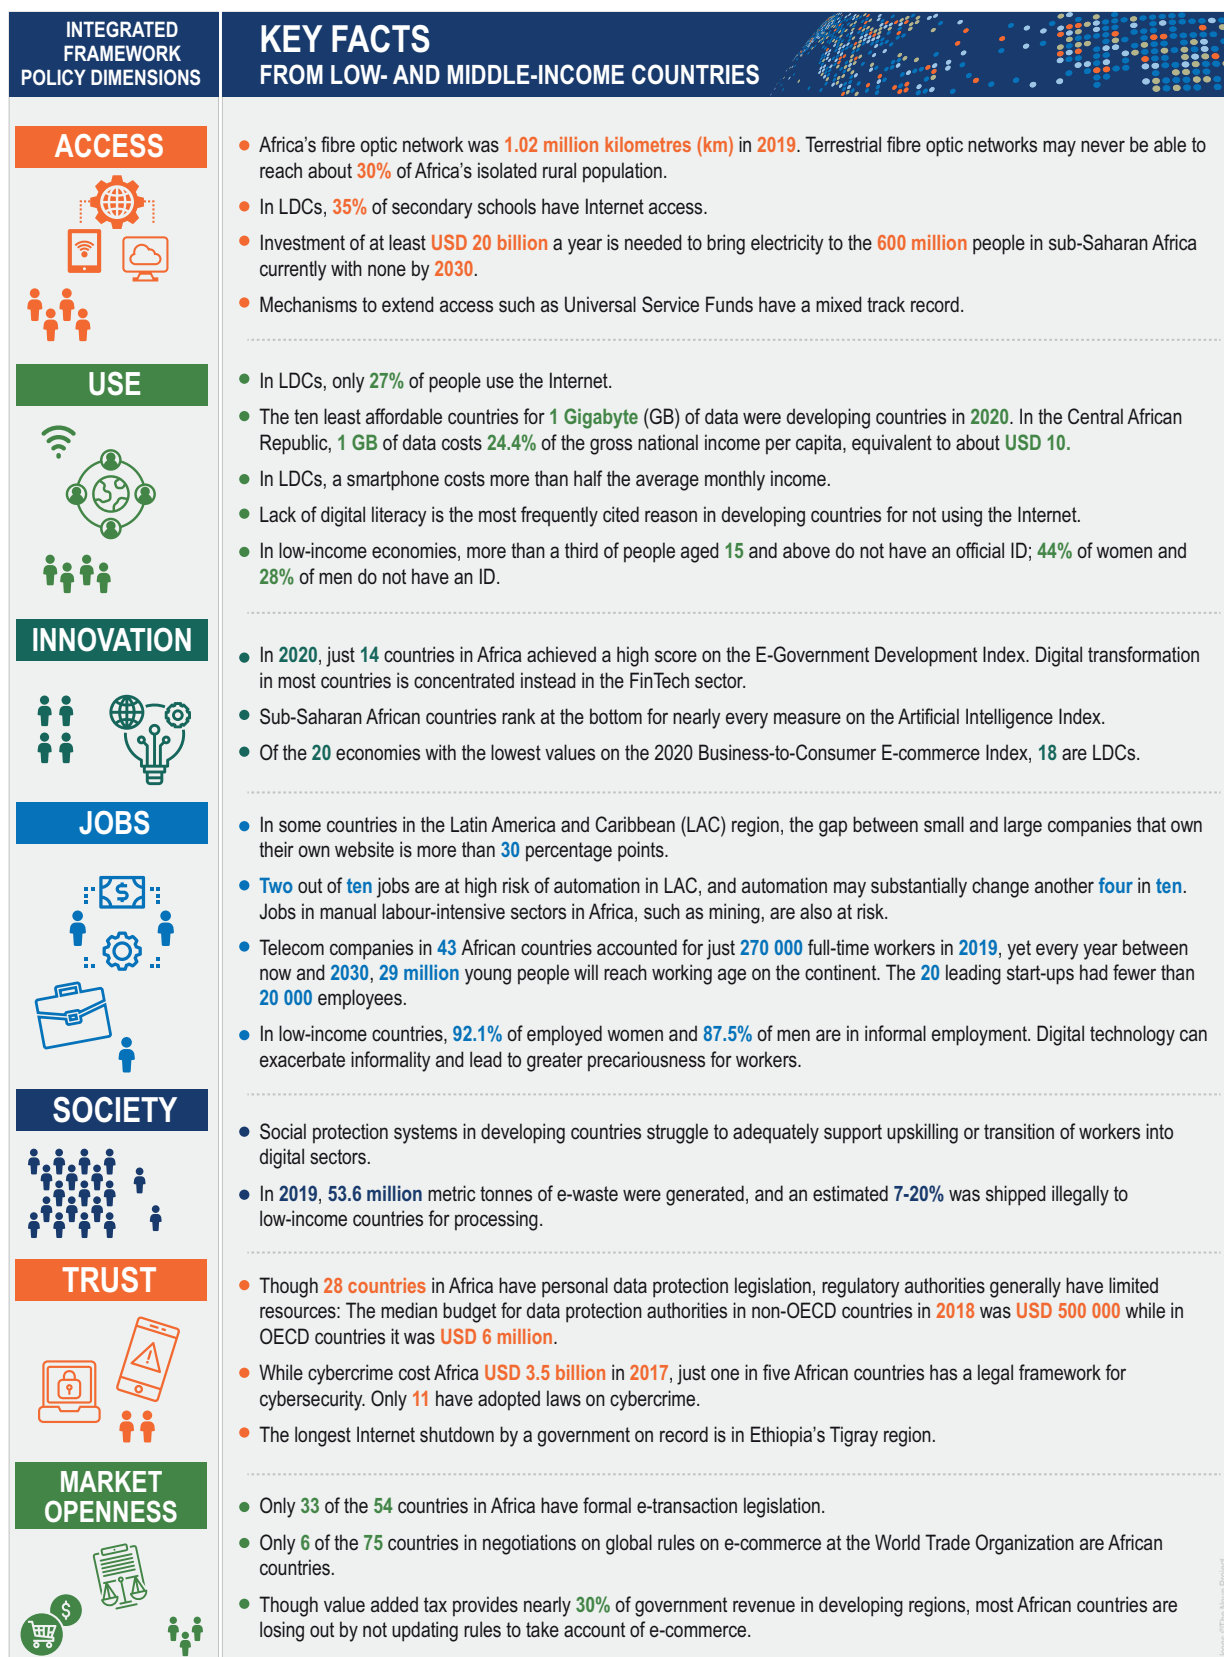 INTEGRATED
FRAMEWORK
POLICY DIMENSIONS
KEY FACTS
FROM LOW- AND MIDDLE-INCOME COUNTRIES
ACCESS
Africa’s fibre optic network was 1.02 million kilometres (km) in 2019. Terrestrial fibre optic networks may never be able to
reach about 30% of Africa’s isolated rural population.
In LDCs, 35% of secondary schools have Internet access.
Investment of at least USD 20 billion a year is needed to bring electricity to the 600 million people in sub-Saharan Africa
currently with none by 2030.
Mechanisms to extend access such as Universal Service Funds have a mixed track record.
USE
In LDCs, only 27% of people use the Internet.
The ten least affordable countries for 1 Gigabyte (GB) of data were developing countries in 2020. In the Central African
Republic, 1 GB of data costs 24.4% of the gross national income per capita, equivalent to about USD 10.
In LDCs, a smartphone costs more than half the average monthly income.
Lack of digital literacy is the most frequently cited reason in developing countries for not using the Internet.
In low-income economies, more than a third of people aged 15 and above do not have an official ID; 44% of women and
28% of men do not have an ID.
INNOVATION
In 2020, just 14 countries in Africa achieved a high score on the E-Government Development Index. Digital transformation
in most countries is concentrated instead in the FinTech sector.
Sub-Saharan African countries rank at the bottom for nearly every measure on the Artificial Intelligence Index.
Of the 20 economies with the lowest values on the 2020 Business-to-Consumer E-commerce Index, 18 are LDCs.
JOBS
In some countries in the Latin America and Caribbean (LAC) region, the gap between small and large companies that own
their own website is more than 30 percentage points.
Two out of ten jobs are at high risk of automation in LAC, and automation may substantially change another four in ten.
Jobs in manual labour-intensive sectors in Africa, such as mining, are also at risk.
Telecom companies in 43 African countries accounted for just 270 000 full-time workers in 2019, yet every year between
now and 2030, 29 million young people will reach working age on the continent. The 20 leading start-ups had fewer than
20 000 employees.
In low-income countries, 92.1% of employed women and 87.5% of men are in informal employment. Digital technology can
exacerbate informality and lead to greater precariousness for workers.
SOCIETY
Social protection systems in developing countries struggle to adequately support upskilling or transition of workers into
digital sectors.
In 2019, 53.6 million metric tonnes of e-waste were generated, and an estimated 7-20% was shipped illegally to
low-income countries for processing.
TRUST
Though 28 countries in Africa have personal data protection legislation, regulatory authorities generally have limited
resources: The median budget for data protection authorities in non-OECD countries in 2018 was USD 500 000 while in
OECD countries it was USD 6 million.
While cybercrime cost Africa USD 3.5 billion in 2017, just one in five African countries has a legal framework for
cybersecurity. Only 11 have adopted laws on cybercrime.
The longest Internet shutdown by a government on record is in Ethiopia’s Tigray region.
MARKET
OPENNESS
Only 33 of the 54 countries in Africa have formal e-transaction legislation.
Only 6 of the 75 countries in negotiations on global rules on e-commerce at the World Trade Organization are African
countries.
Though value added tax provides nearly 30% of government revenue in developing regions, most African countries are
losing out by not updating rules to take account of e-commerce.